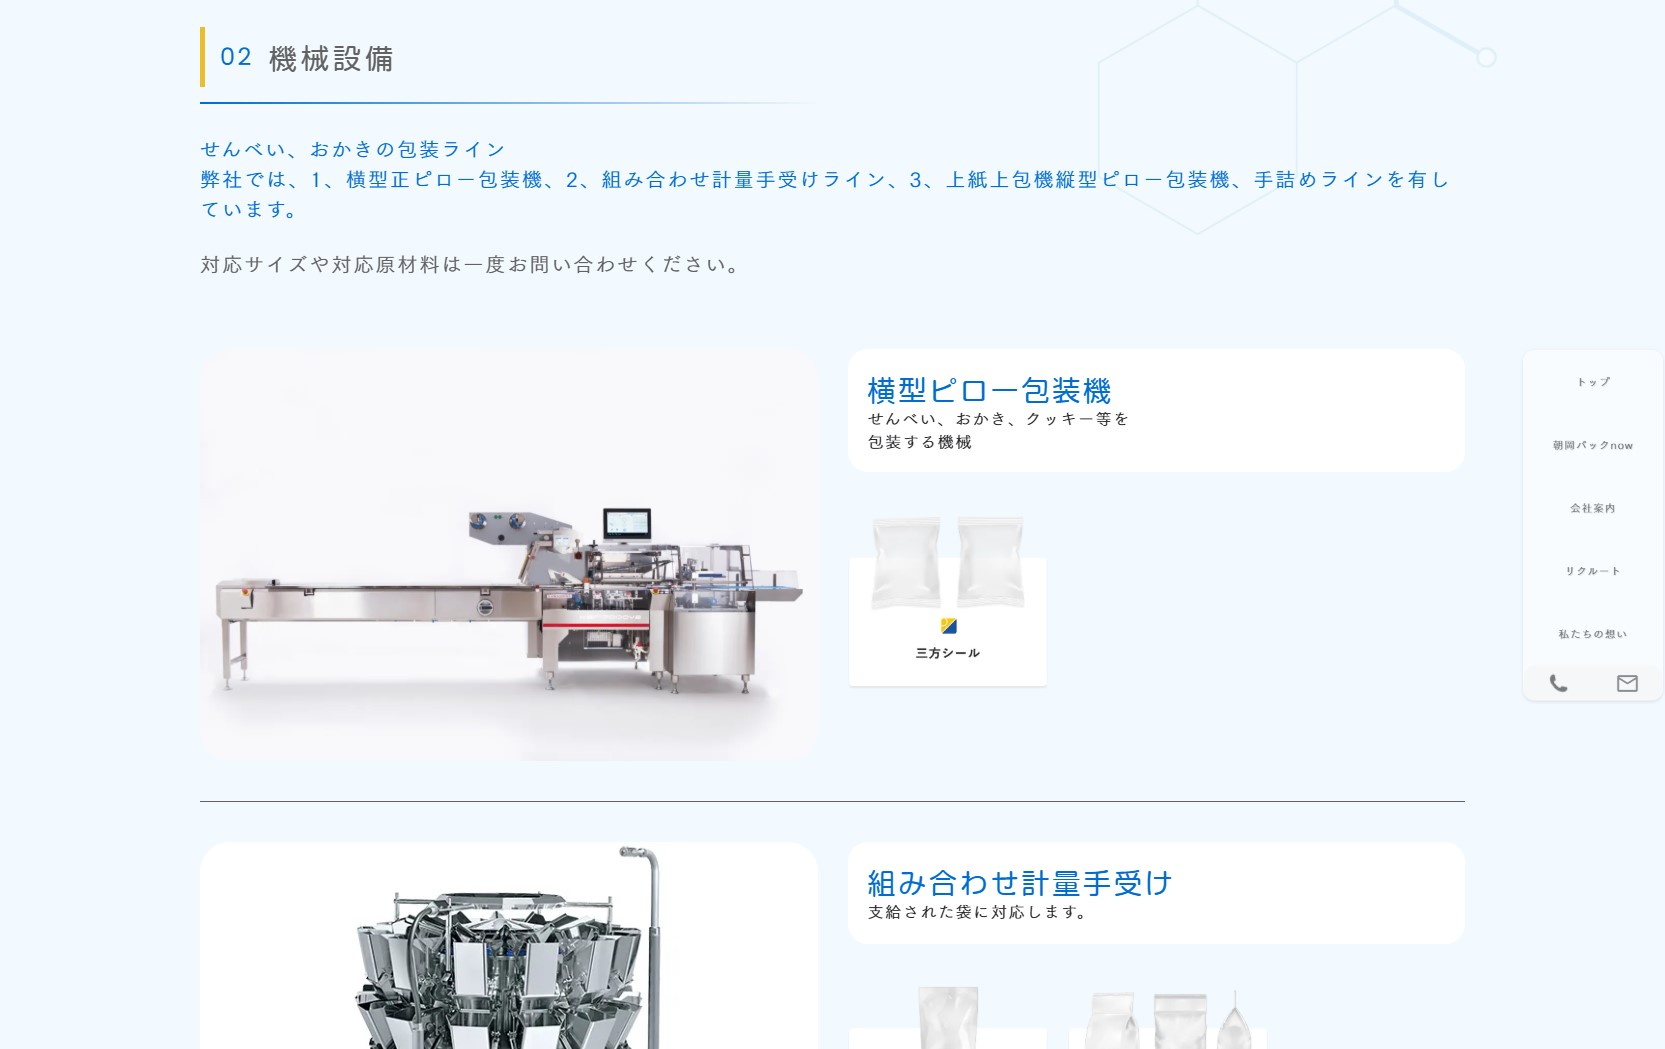 02 機械設備
せんべい、おかきの包装ライン
弊社では、1、横型正ピロー包装機、2、組み合わせ計量手受けライン、3、上紙上包機縦型ピロー包装機、手詰めラインを有し
ています。
対応サイズや対応原材料は一度お問い合わせください。
横型ピロー包装機
せんべい、おかき、クッキー等を
包装する機械
三方シール
組み合わせ計量手受け
支給された袋に対応します。
トップ
朝岡パックnow
会社案内
リクルート
私たちの想い